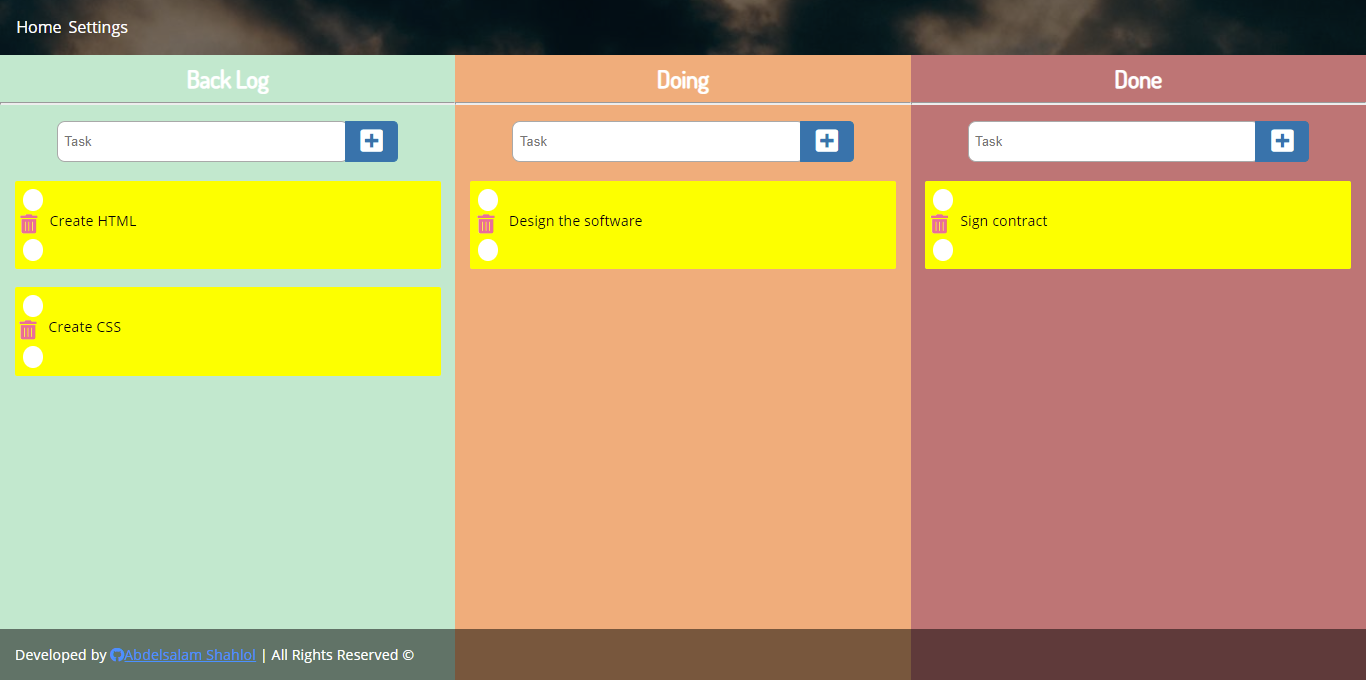 Home Settings
Back Log
Doing
Done
Task
Task
Task
Create HTML
Design the software
Sign contract
Create CSS
Developed by Abdelsalam Shahlol | All Rights Reserved ©